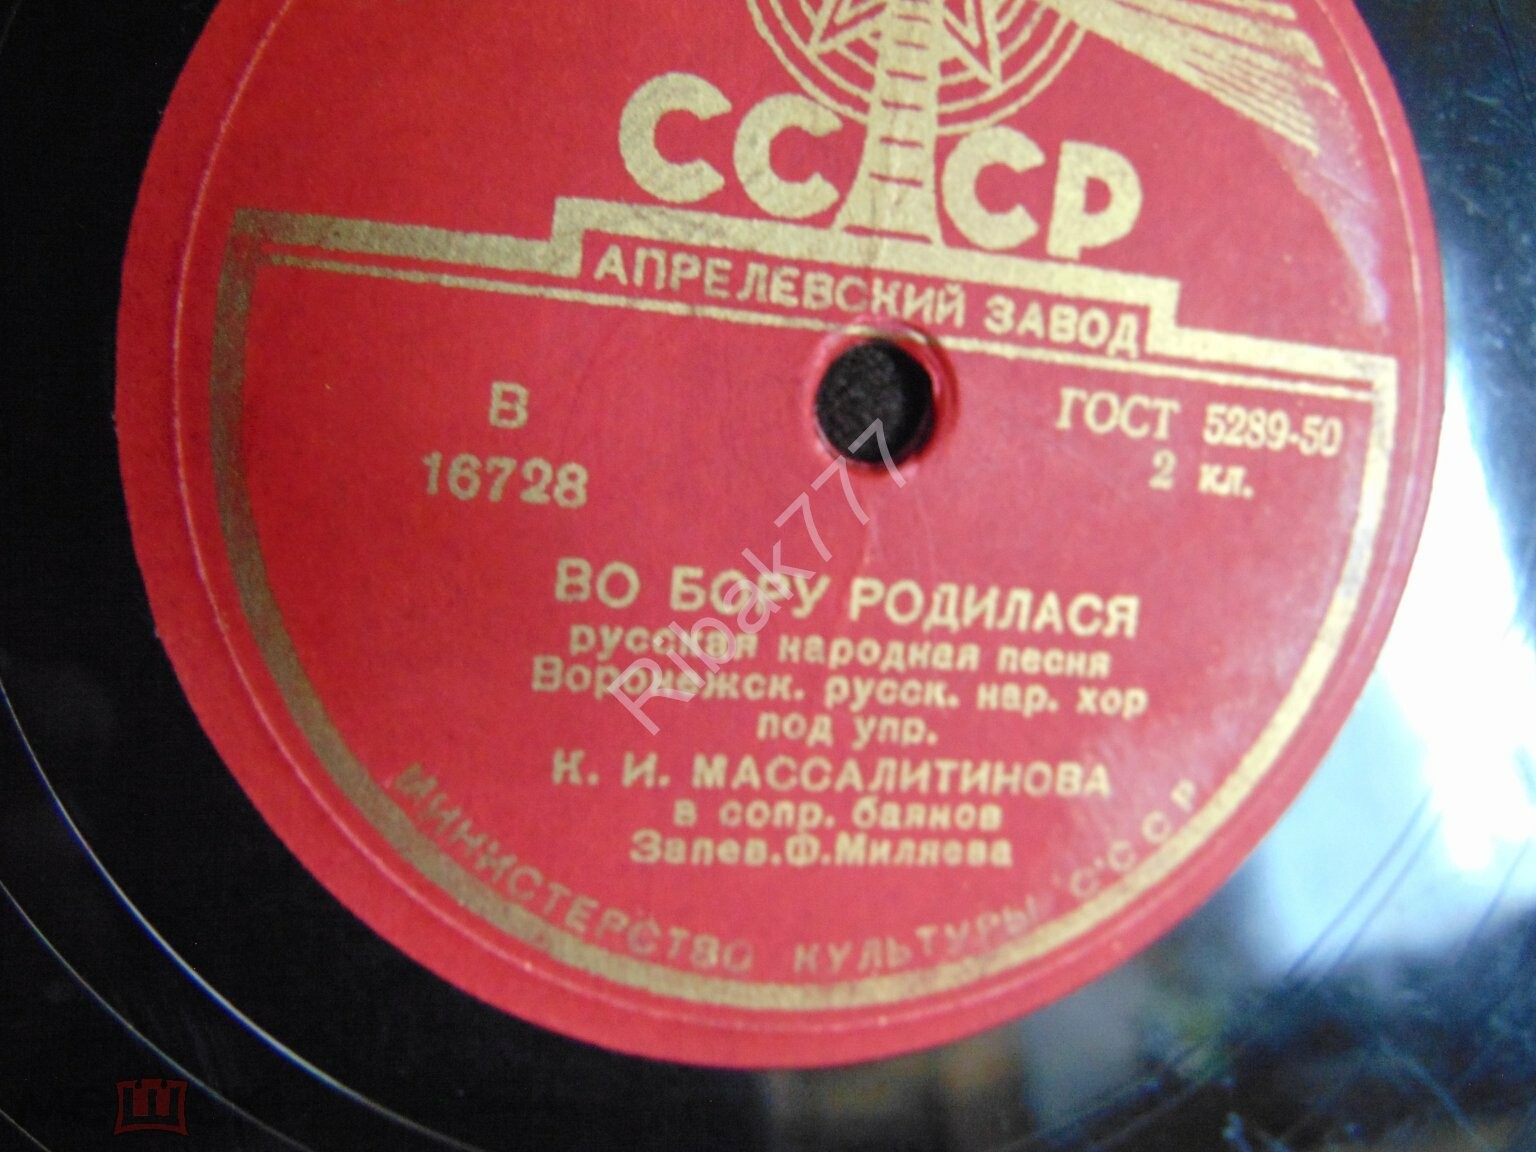 СССР
АПРЕЛЕВСКИЙ ЗАВОД
В
16728
ГОСТ 5289-50
2 кл.
ВО БОРУ РОДИЛАСЯ
русская народная песня
Воронежск. русск. нар. хор
под упр.
К. И. МАССАЛИТИНОВА
в сопр. баянов
Запев. Ф. Миляева
МИНИСТЕРСТВО КУЛЬТУРЫ СССР
Ribak777